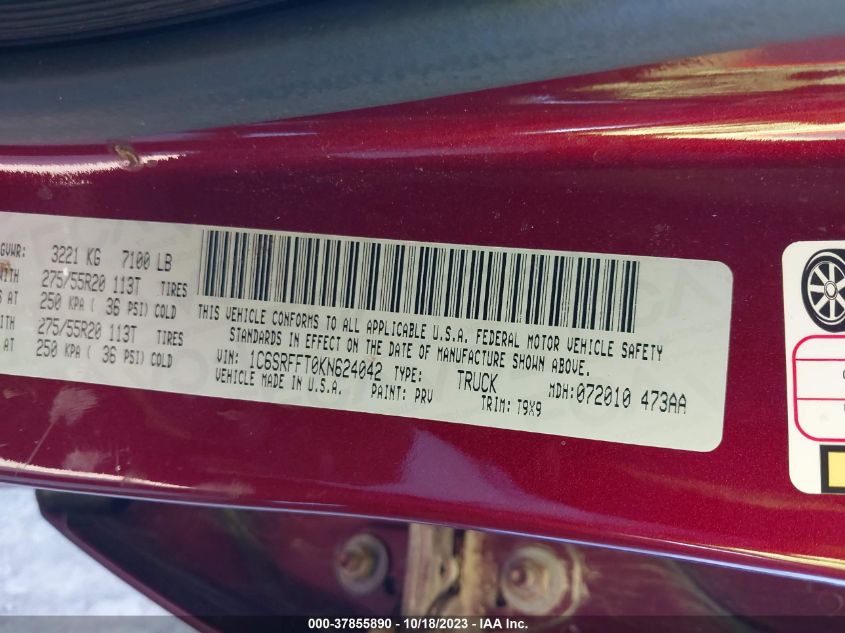 GVWR: 3221 KG 7100 LB
275/55R20 113T TIRES
AT 250 KPA ( 36 PSI) COLD
275/55R20 113T TIRES
AT 250 KPA ( 36 PSI) COLD
THIS VEHICLE CONFORMS TO ALL APPLICABLE U.S.A. FEDERAL MOTOR VEHICLE SAFETY
STANDARDS IN EFFECT ON THE DATE OF MANUFACTURE SHOWN ABOVE.
VIN: 1C6SRFFT0KN624042 TYPE: TRUCK MDH:072010 473AA
VEHICLE MADE IN U.S.A. PAINT: PRV TRIM: T9X9
000-37855890 - 10/18/2023 - IAA Inc.